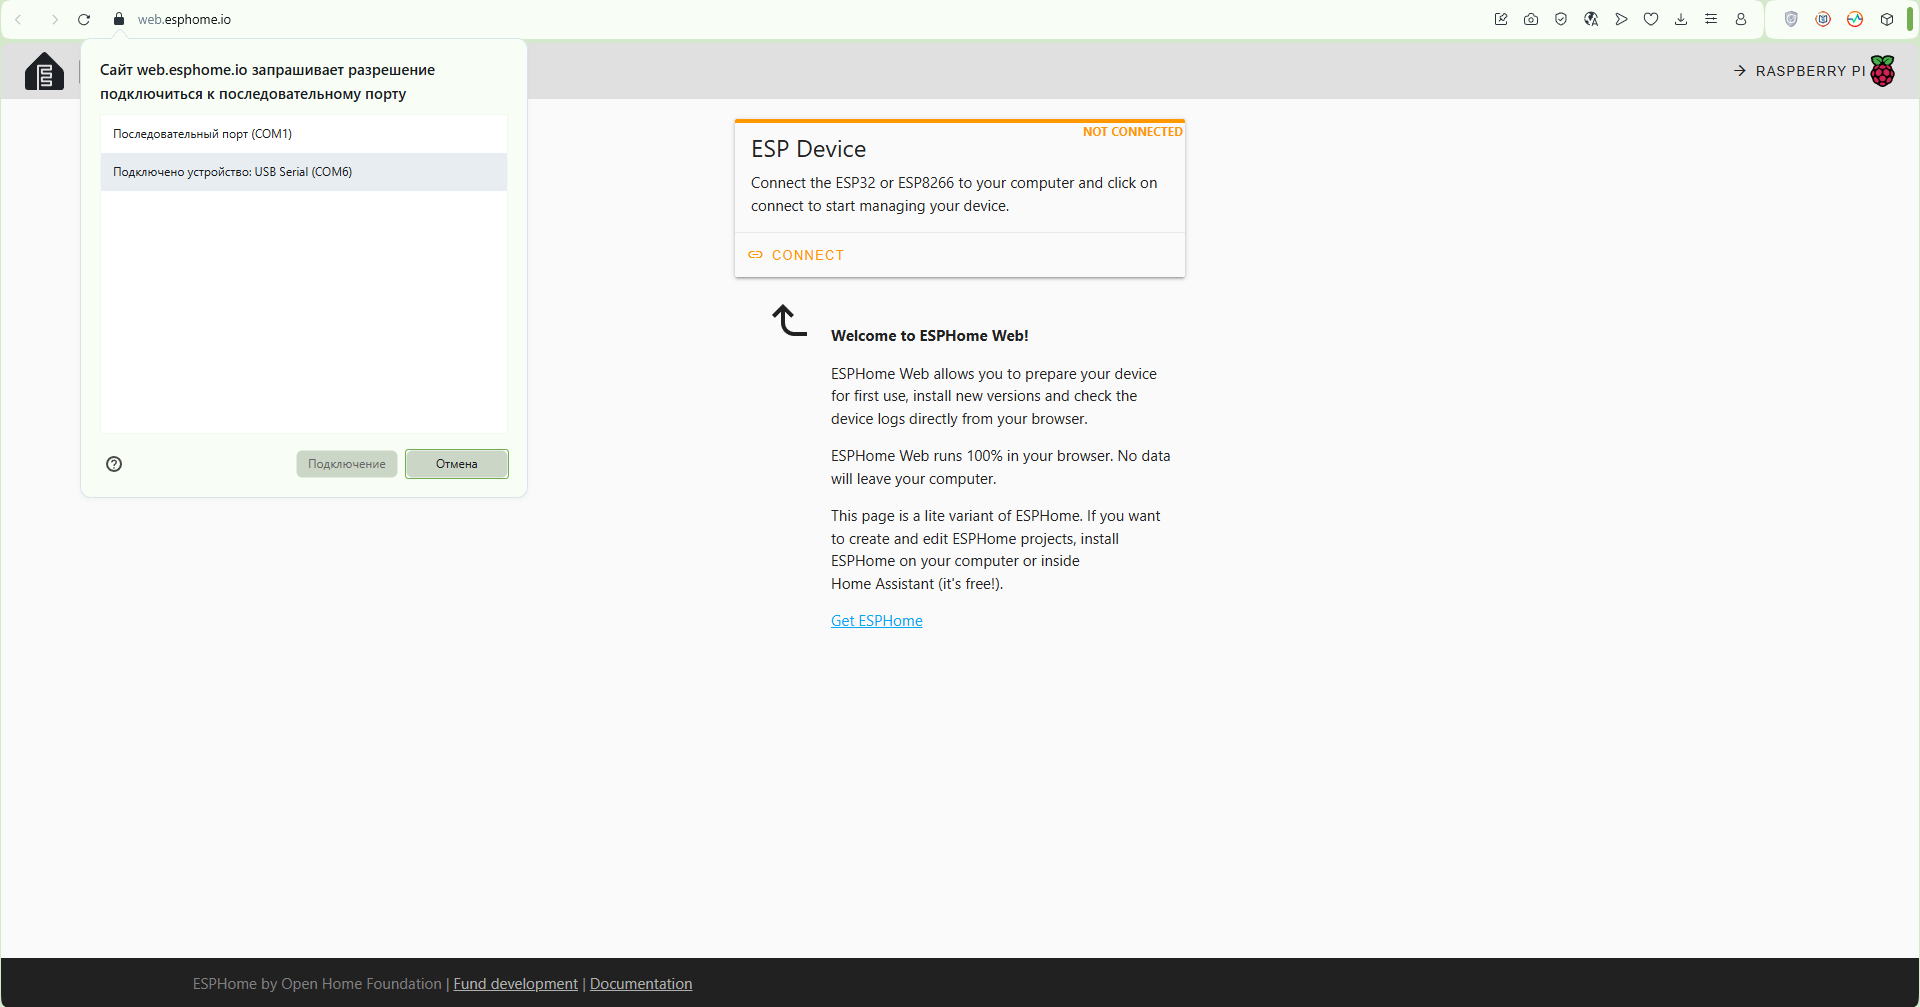 web.esphome.io
Сайт web.esphome.io запрашивает разрешение
подключиться к последовательному порту
Последовательный порт (COM1)
Подключено устройство: USB Serial (COM6)
Подключение
Отмена
RASPBERRY PI
NOT CONNECTED
ESP Device
Connect the ESP32 or ESP8266 to your computer and click on
connect to start managing your device.
CONNECT
Welcome to ESPHome Web!
ESPHome Web allows you to prepare your device
for first use, install new versions and check the
device logs directly from your browser.
ESPHome Web runs 100% in your browser. No data
will leave your computer.
This page is a lite variant of ESPHome. If you want
to create and edit ESPHome projects, install
ESPHome on your computer or inside
Home Assistant (it's free!).
Get ESPHome
ESPHome by Open Home Foundation | Fund development | Documentation